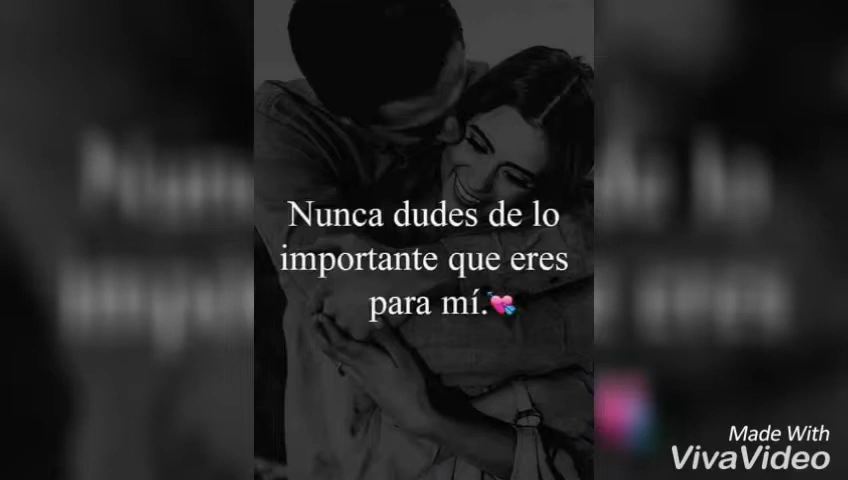 Nunca dudes de lo
importante que eres
para mí.💘
Made With
VivaVideo